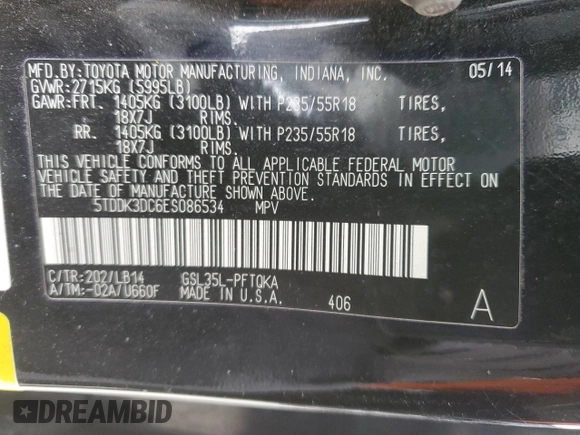 MFD.BY:TOYOTA MOTOR MANUFACTURING, INDIANA, INC. 05/14
GVWR:2715KG (5995LB)
GAWR:FRT. 1405KG (3100LB) WITH P235/55R18 TIRES,
18X7J RIMS.
RR. 1405KG (3100LB) WITH P235/55R18 TIRES,
18X7J RIMS.
THIS VEHICLE CONFORMS TO ALL APPLICABLE FEDERAL MOTOR
VEHICLE SAFETY AND THEFT PREVENTION STANDARDS IN EFFECT ON
THE DATE OF MANUFACTURE SHOWN ABOVE.
5TDDK3DC6ES086534 MPV
C/TR:202/LB14 GSL35L-PFTQKA
A/TM:-02A/U660F MADE IN U.S.A. 406 A
DREAMBID